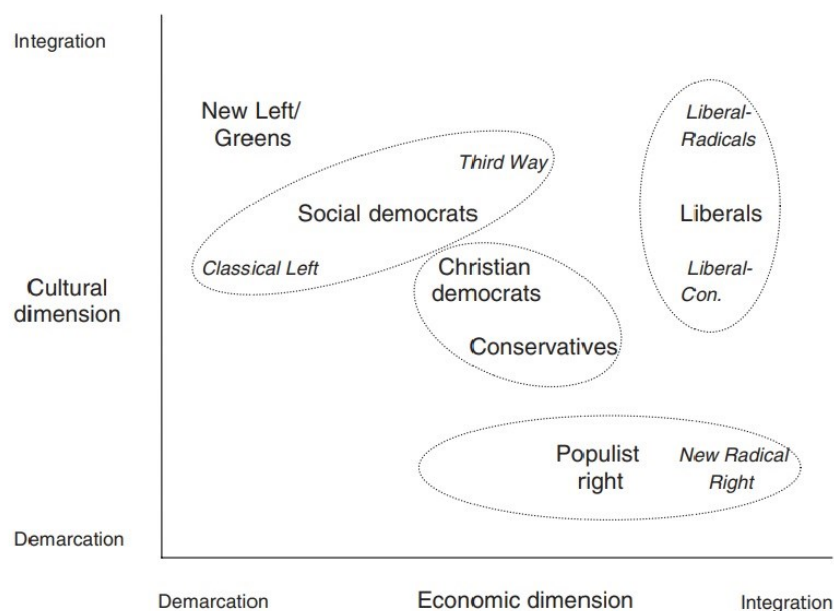 Integration
New Left/
Greens
Liberal-
Radicals
Third Way
Social democrats
Liberals
Classical Left
Christian
democrats
Liberal-
Con.
Cultural
dimension
Conservatives
Populist
right
New Radical
Right
Demarcation
Demarcation
Economic dimension
Integration